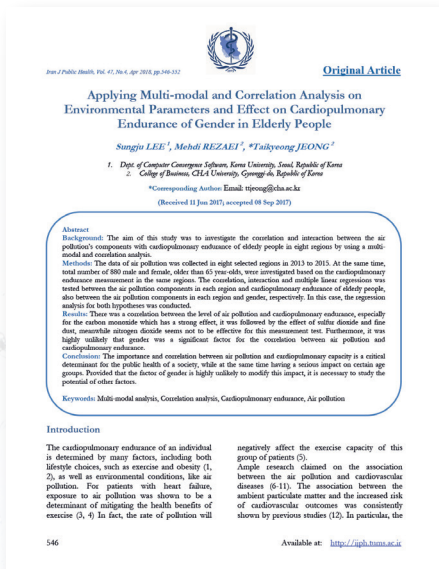 Iran J Public Health, Vol. 47, No.4, Apr 2018, pp.546-552
Original Article
Applying Multi-modal and Correlation Analysis on
Environmental Parameters and Effect on Cardiopulmonary
Endurance of Gender in Elderly People
Sungju LEE 1, Mehdi REZAEI 2, *Taikyeong JEONG 2
1. Dept. of Computer Convergence Software, Korea University, Seoul, Republic of Korea
2. College of Business, CHA University, Gyeonggi-do, Republic of Korea
*Corresponding Author: Email: ttjeong@cha.ac.kr
(Received 11 Jun 2017; accepted 08 Sep 2017)
Abstract
Background: The aim of this study was to investigate the correlation and interaction between the air
pollution's components with cardiopulmonary endurance of elderly people in eight regions by using a multi-
modal and correlation analysis.
Methods: The data of air pollution was collected in eight selected regions in 2013 to 2015. At the same time,
total number of 880 male and female, older than 65 year-olds, were investigated based on the cardiopulmonary
endurance measurement in the same regions. The correlation, interaction and multiple linear regressions was
tested between the air pollution components in each region and cardiopulmonary endurance of elderly people,
also between the air pollution components in each region and gender, respectively. In this case, the regression
analysis for both hypotheses was conducted.
Results: There was a correlation between the level of air pollution and cardiopulmonary endurance, especially
for the carbon monoxide which has a strong effect, it was followed by the effect of sulfur dioxide and fine
dust, meanwhile nitrogen dioxide seems not to be effective for this measurement test. Furthermore, it was
highly unlikely that gender was a significant factor for the correlation between air pollution and
cardiopulmonary endurance.
Conclusion: The importance and correlation between air pollution and cardiopulmonary capacity is a critical
determinant for the public health of a society, while at the same time having a serious impact on certain age
groups. Provided that the factor of gender is highly unlikely to modify this impact, it is necessary to study the
potential of other factors.
Keywords: Multi-modal analysis, Correlation analysis, Cardiopulmonary endurance, Air pollution
Introduction
The cardiopulmonary endurance of an individual
is determined by many factors, including both
lifestyle choices, such as exercise and obesity (1,
2), as well as environmental conditions, like air
pollution. For patients with heart failure,
exposure to air pollution was shown to be a
determinant of mitigating the health benefits of
exercise (3, 4) In fact, the rate of pollution will
negatively affect the exercise capacity of this
group of patients (5).
Ample research claimed on the association
between the air pollution and cardiovascular
diseases (6-11). The association between the
ambient particulate matter and the increased risk
of cardiovascular outcomes was consistently
shown by previous studies (12). In particular, the
546
Available at: http://ijph.tums.ac.ir